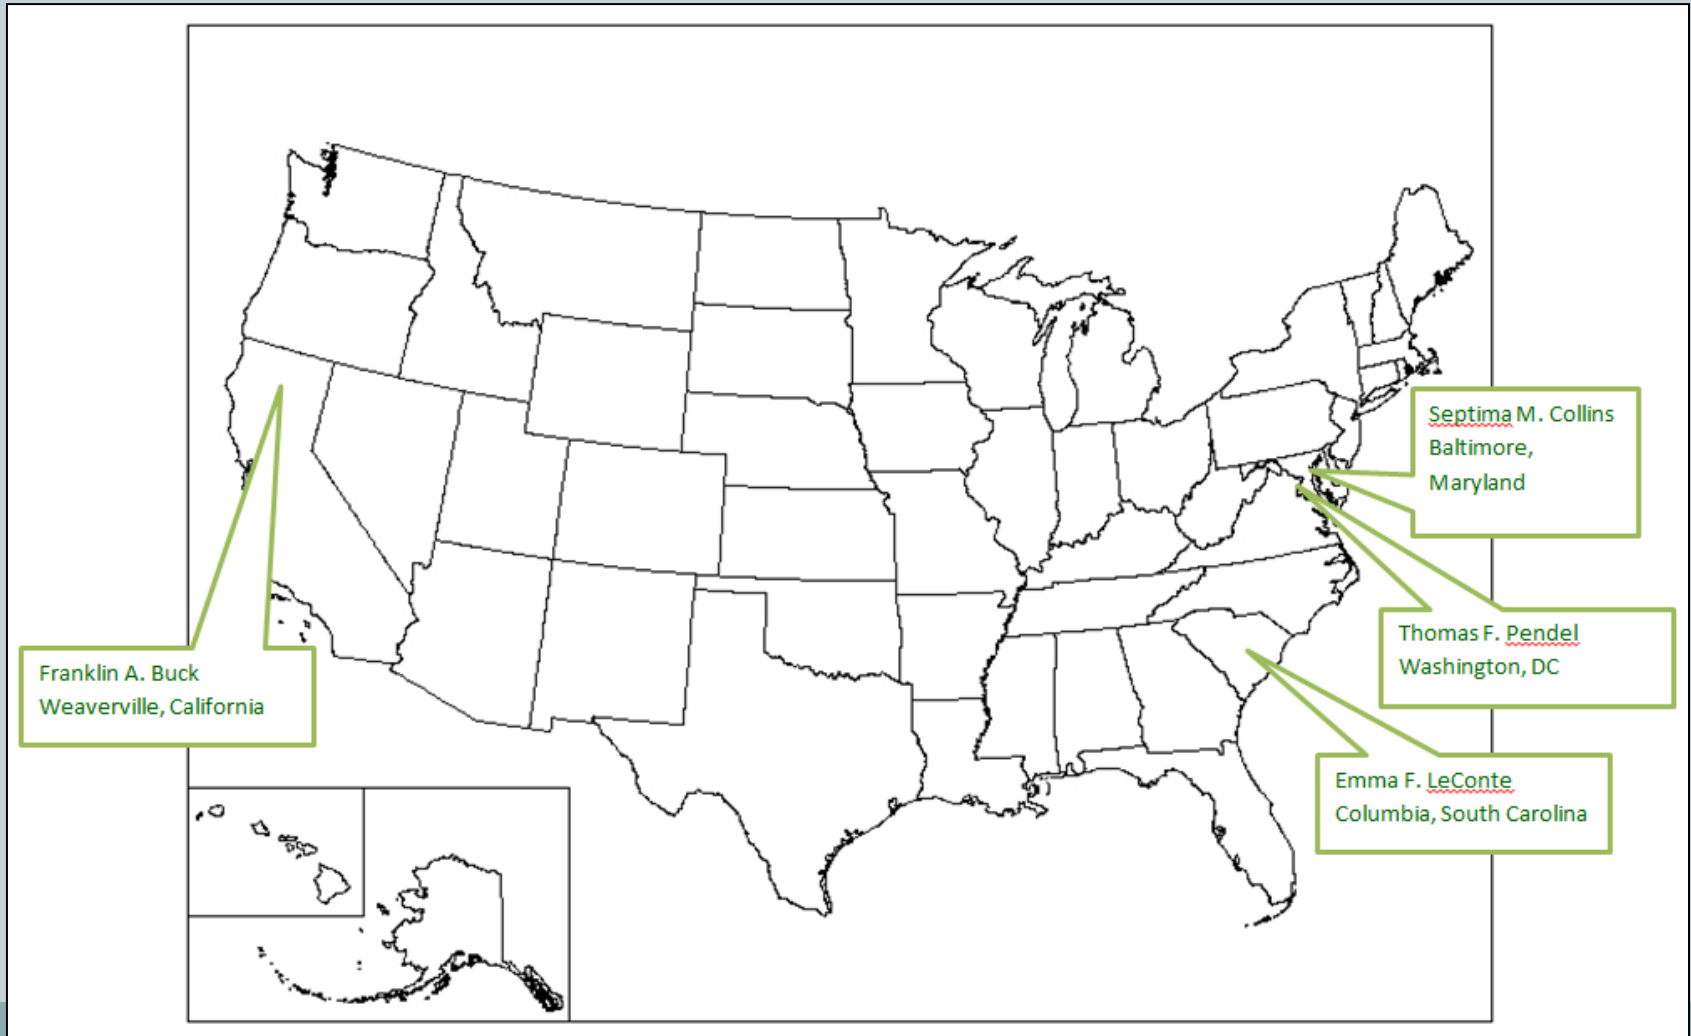 Septima M. Collins
Baltimore,
Maryland
Thomas F. Pendel
Washington, DC
Franklin A. Buck
Weaverville, California
Emma F. LeConte
Columbia, South Carolina